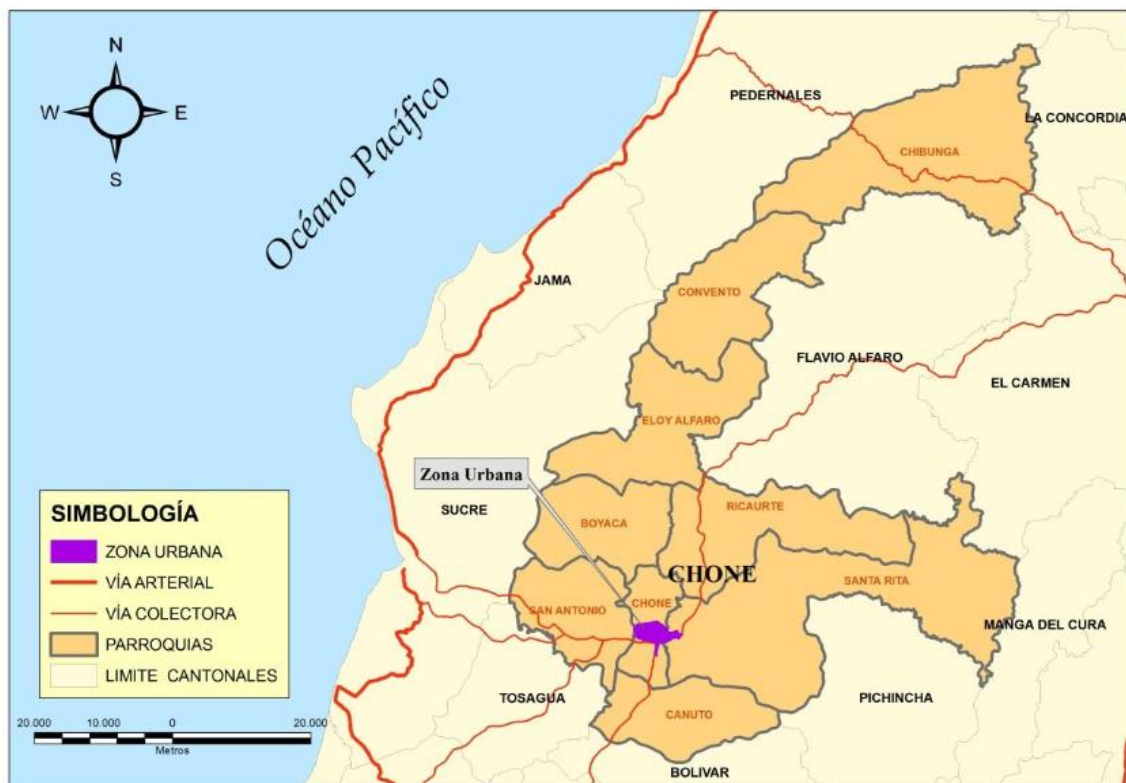 N
W
E
S
Océano Pacífico
PEDERNALES
LA CONCORDIA
CHIBUNGA
JAMA
CONVENTO
FLAVIO ALFARO
EL CARMEN
ELOY ALFARO
Zona Urbana
SUCRE
BOYACA
RICAURTE
CHONE
SANTA RITA
SAN ANTONIO
CHONE
MANGA DEL CURA
TOSAGUA
PICHINCHA
CANUTO
BOLIVAR
SIMBOLOGÍA
ZONA URBANA
VÍA ARTERIAL
VÍA COLECTORA
PARROQUIAS
LIMITE CANTONALES
20.000 10.000 0 20.000
Metros